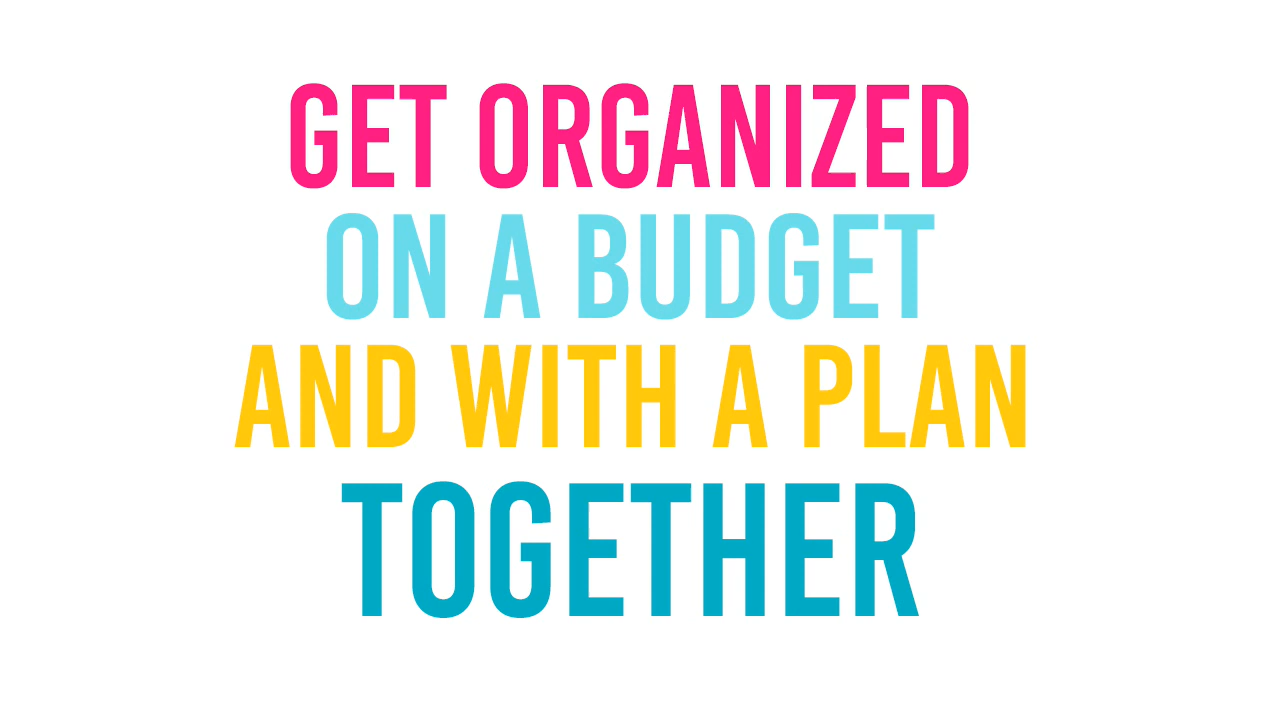 GET ORGANIZED
ON A BUDGET
AND WITH A PLAN
TOGETHER